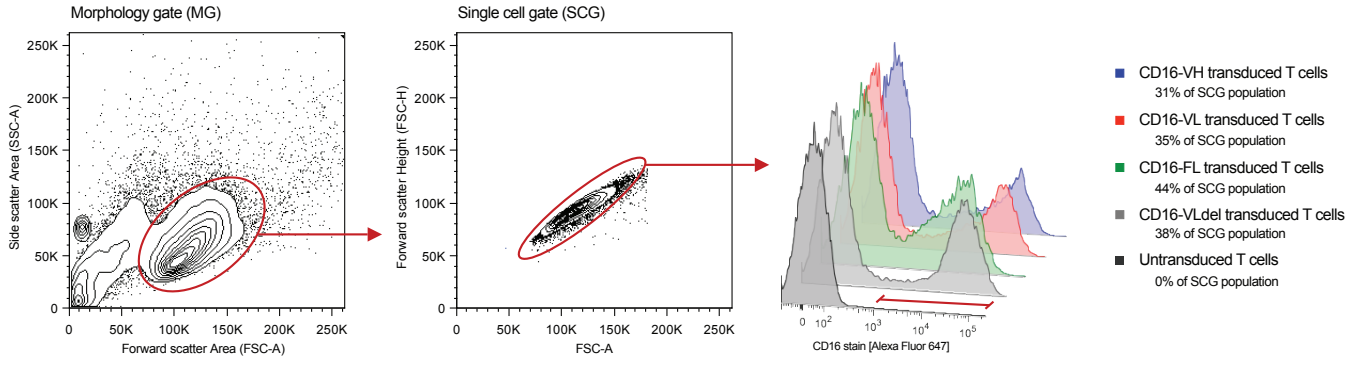 Morphology gate (MG)
250K
200K
150K
100K
50K
0
Side scatter Area (SSC-A)
0
50K
100K
150K
200K
250K
Forward scatter Area (FSC-A)
Single cell gate (SCG)
250K
200K
150K
100K
50K
0
Forward scatter Height (FSC-H)
0
50K
100K
150K
200K
250K
FSC-A
0
10²
10³
10⁴
10⁵
CD16 stain [Alexa Fluor 647]
CD16-VH transduced T cells
31% of SCG population
CD16-VL transduced T cells
35% of SCG population
CD16-FL transduced T cells
44% of SCG population
CD16-VLdel transduced T cells
38% of SCG population
Untransduced T cells
0% of SCG population